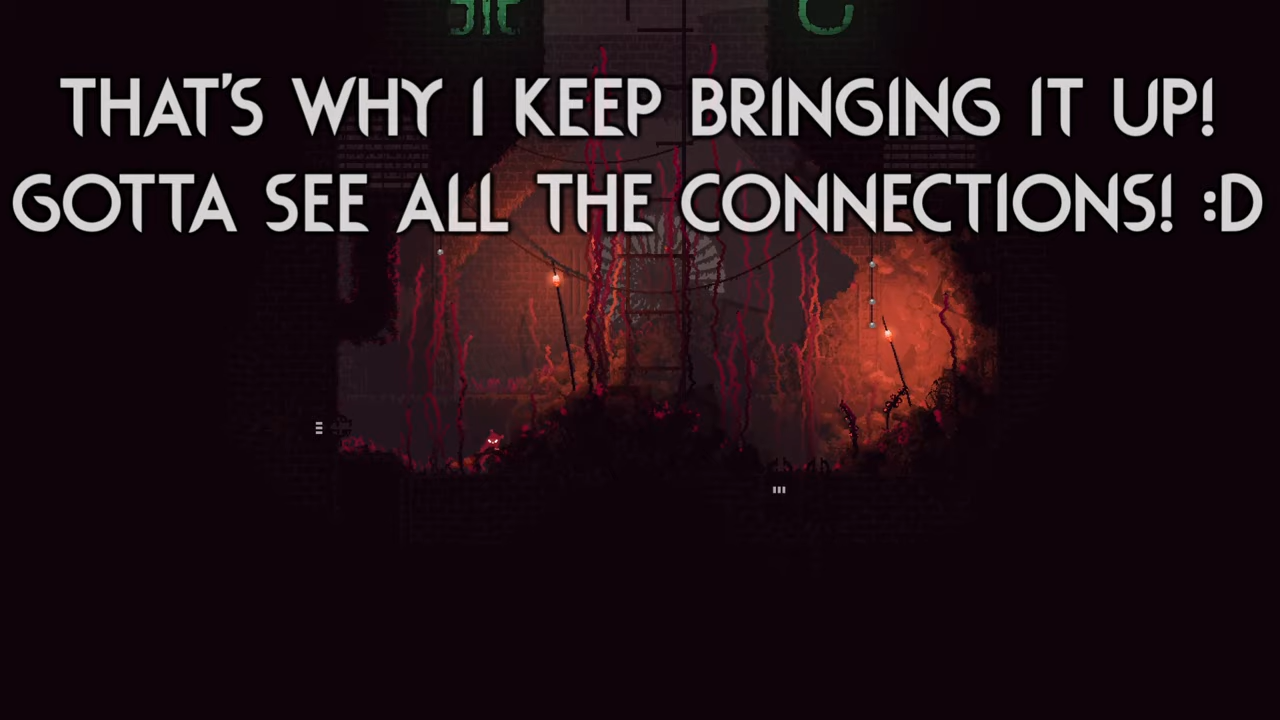 THAT'S WHY I KEEP BRINGING IT UP!
GOTTA SEE ALL THE CONNECTIONS! :D